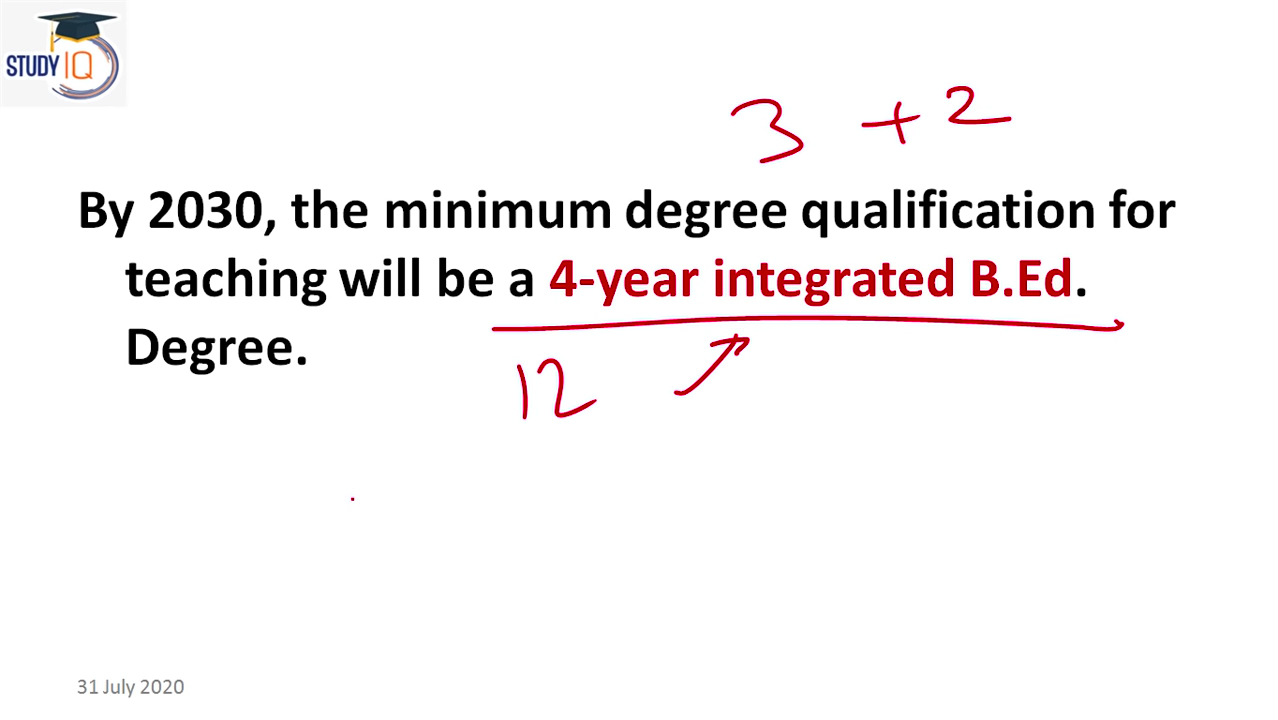 STUDY IQ
3 +2
By 2030, the minimum degree qualification for
teaching will be a 4-year integrated B.Ed.
Degree.
12
31 July 2020